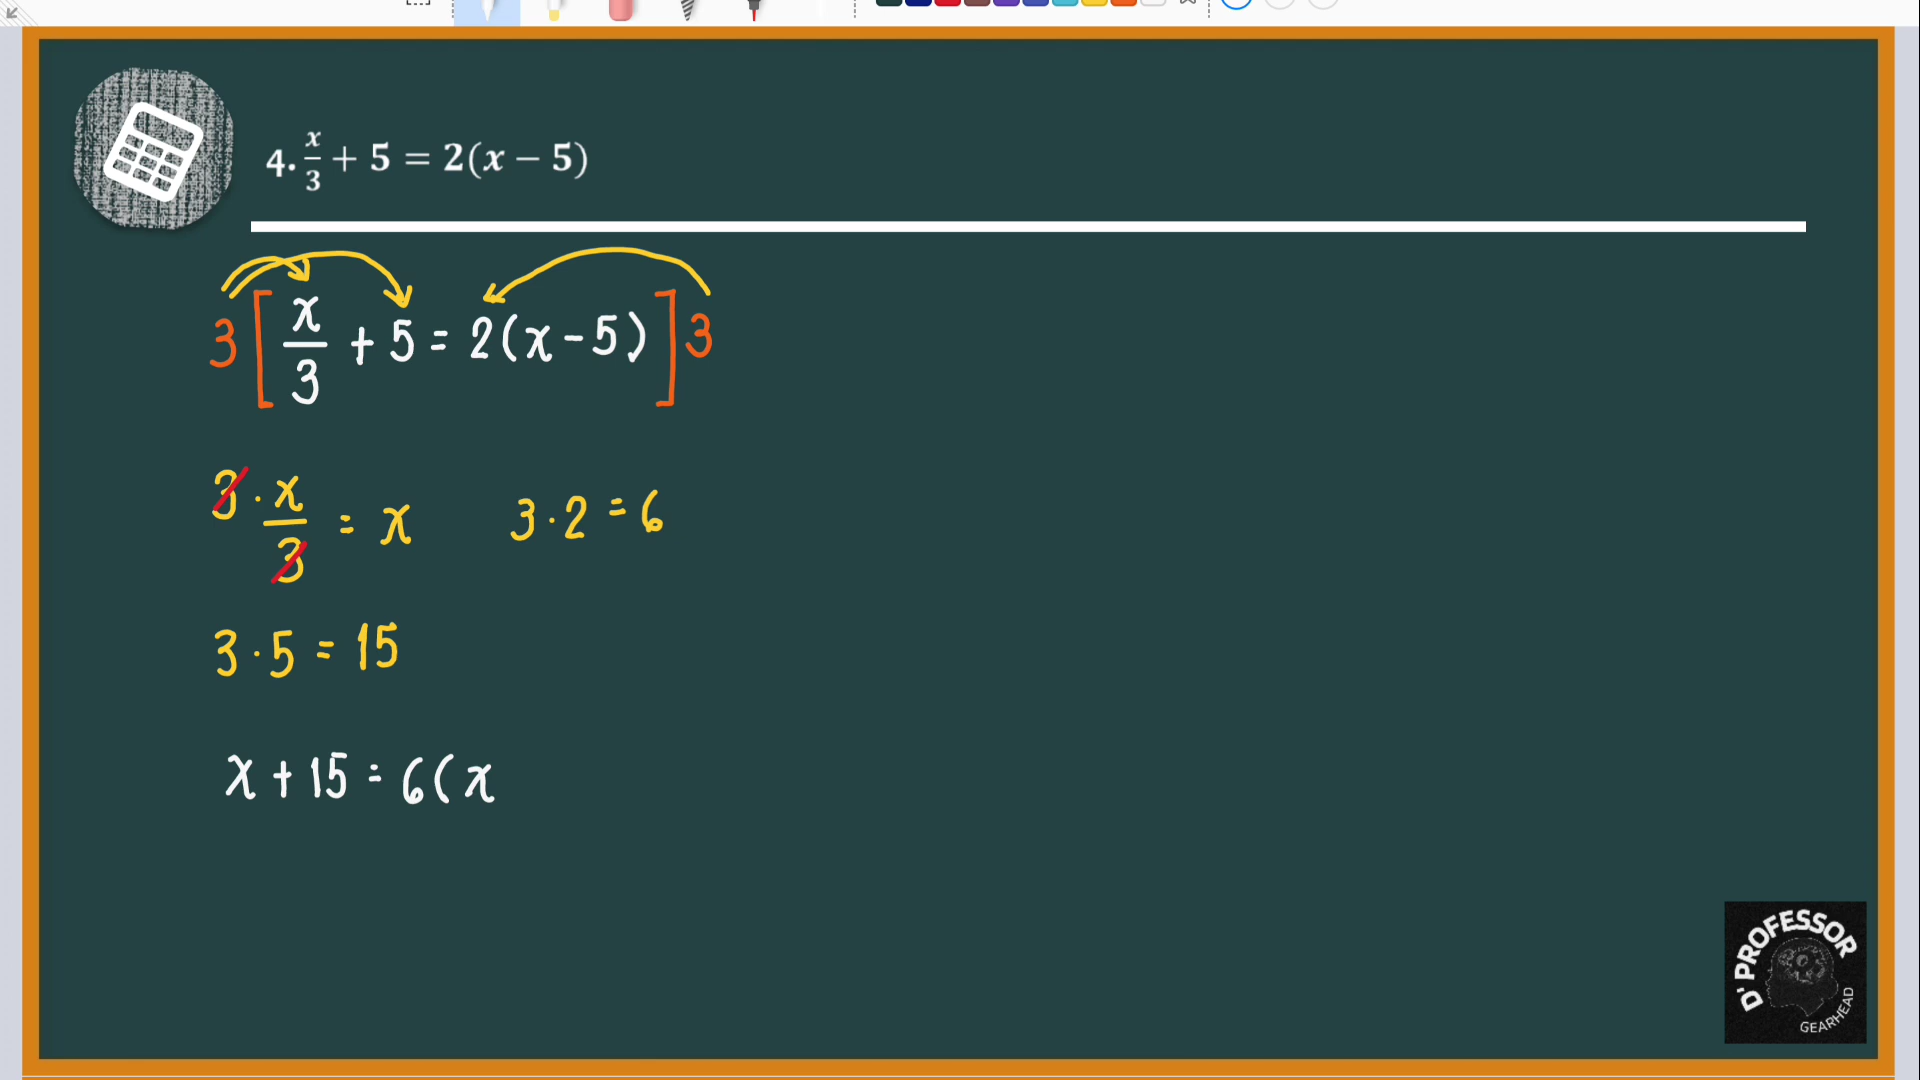 4. x/3 + 5 = 2(x − 5)
3[x/3 + 5 = 2(x - 5)]3
3 · x/3 = x
3 · 2 = 6
3 · 5 = 15
x + 15 = 6(x
D' PROFESSOR
GEARHEAD